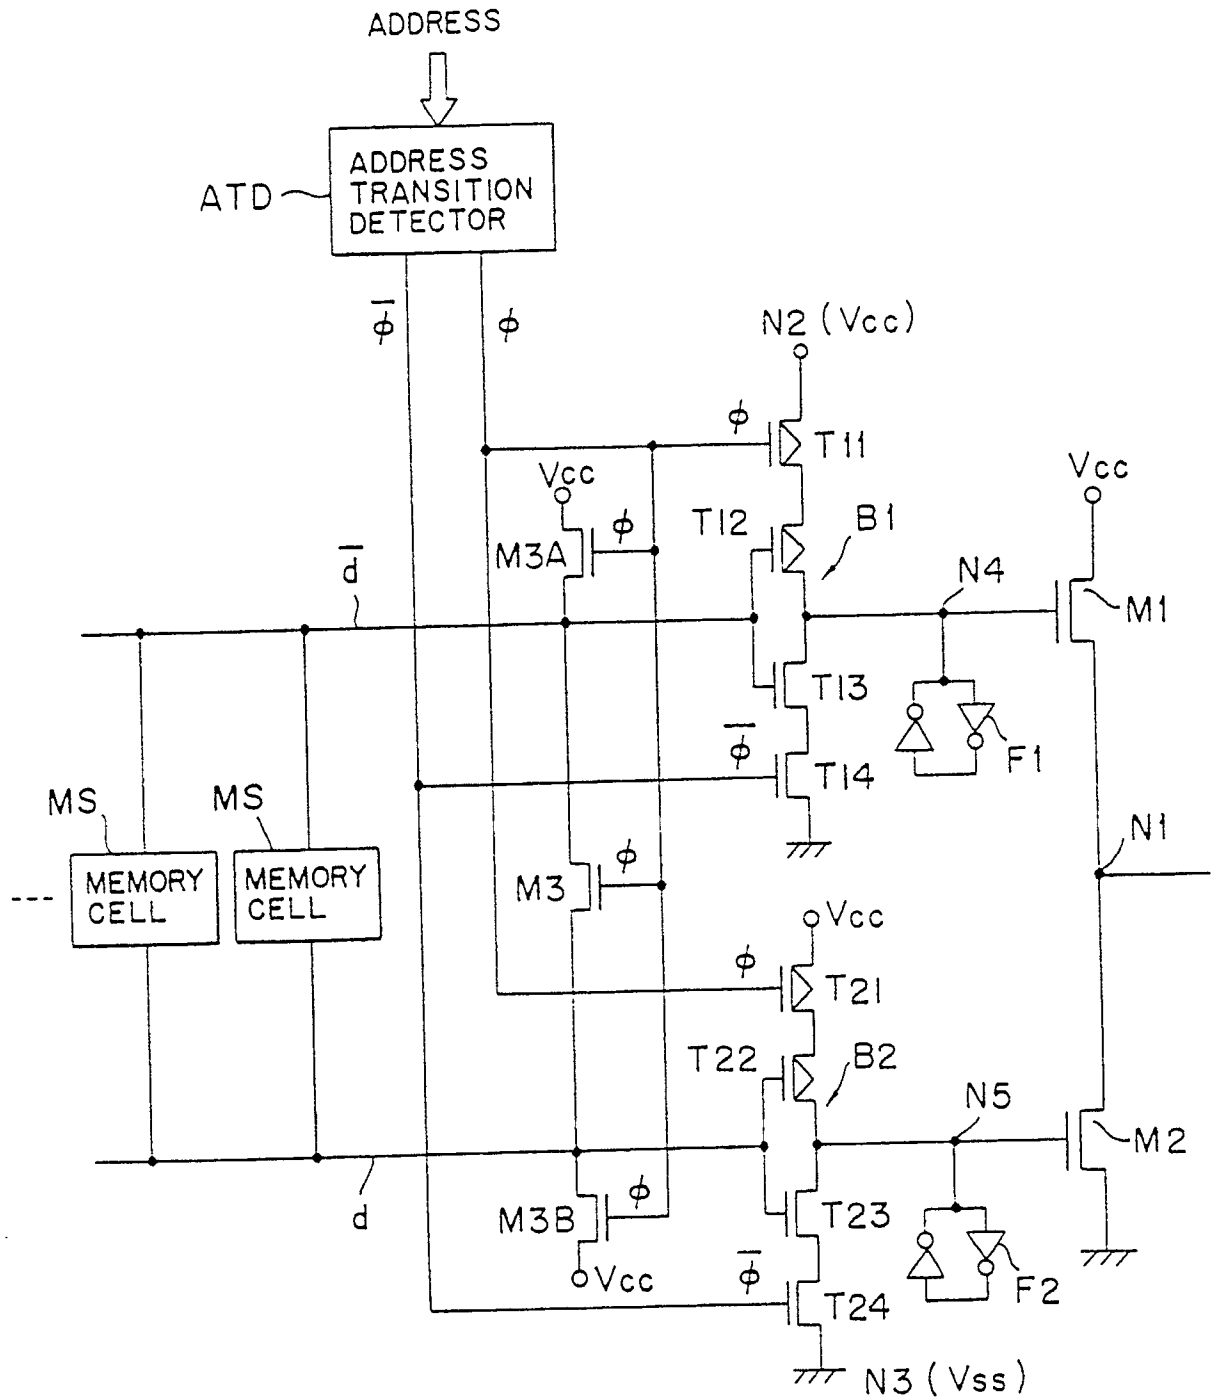 ADDRESS
ADDRESS
TRANSITION
DETECTOR
ATD
ϕ̅
ϕ
N2 (Vcc)
ϕ
T11
Vcc
Vcc
T12
B1
ϕ
M3A
d̅
N4
M1
T13
ϕ̅
F1
T14
MS
MS
N1
ϕ
MEMORY
CELL
MEMORY
CELL
M3
---
Vcc
ϕ
T21
T22
B2
N5
M2
ϕ
d
M3B
T23
ϕ̅
Vcc
F2
T24
N3 (Vss)